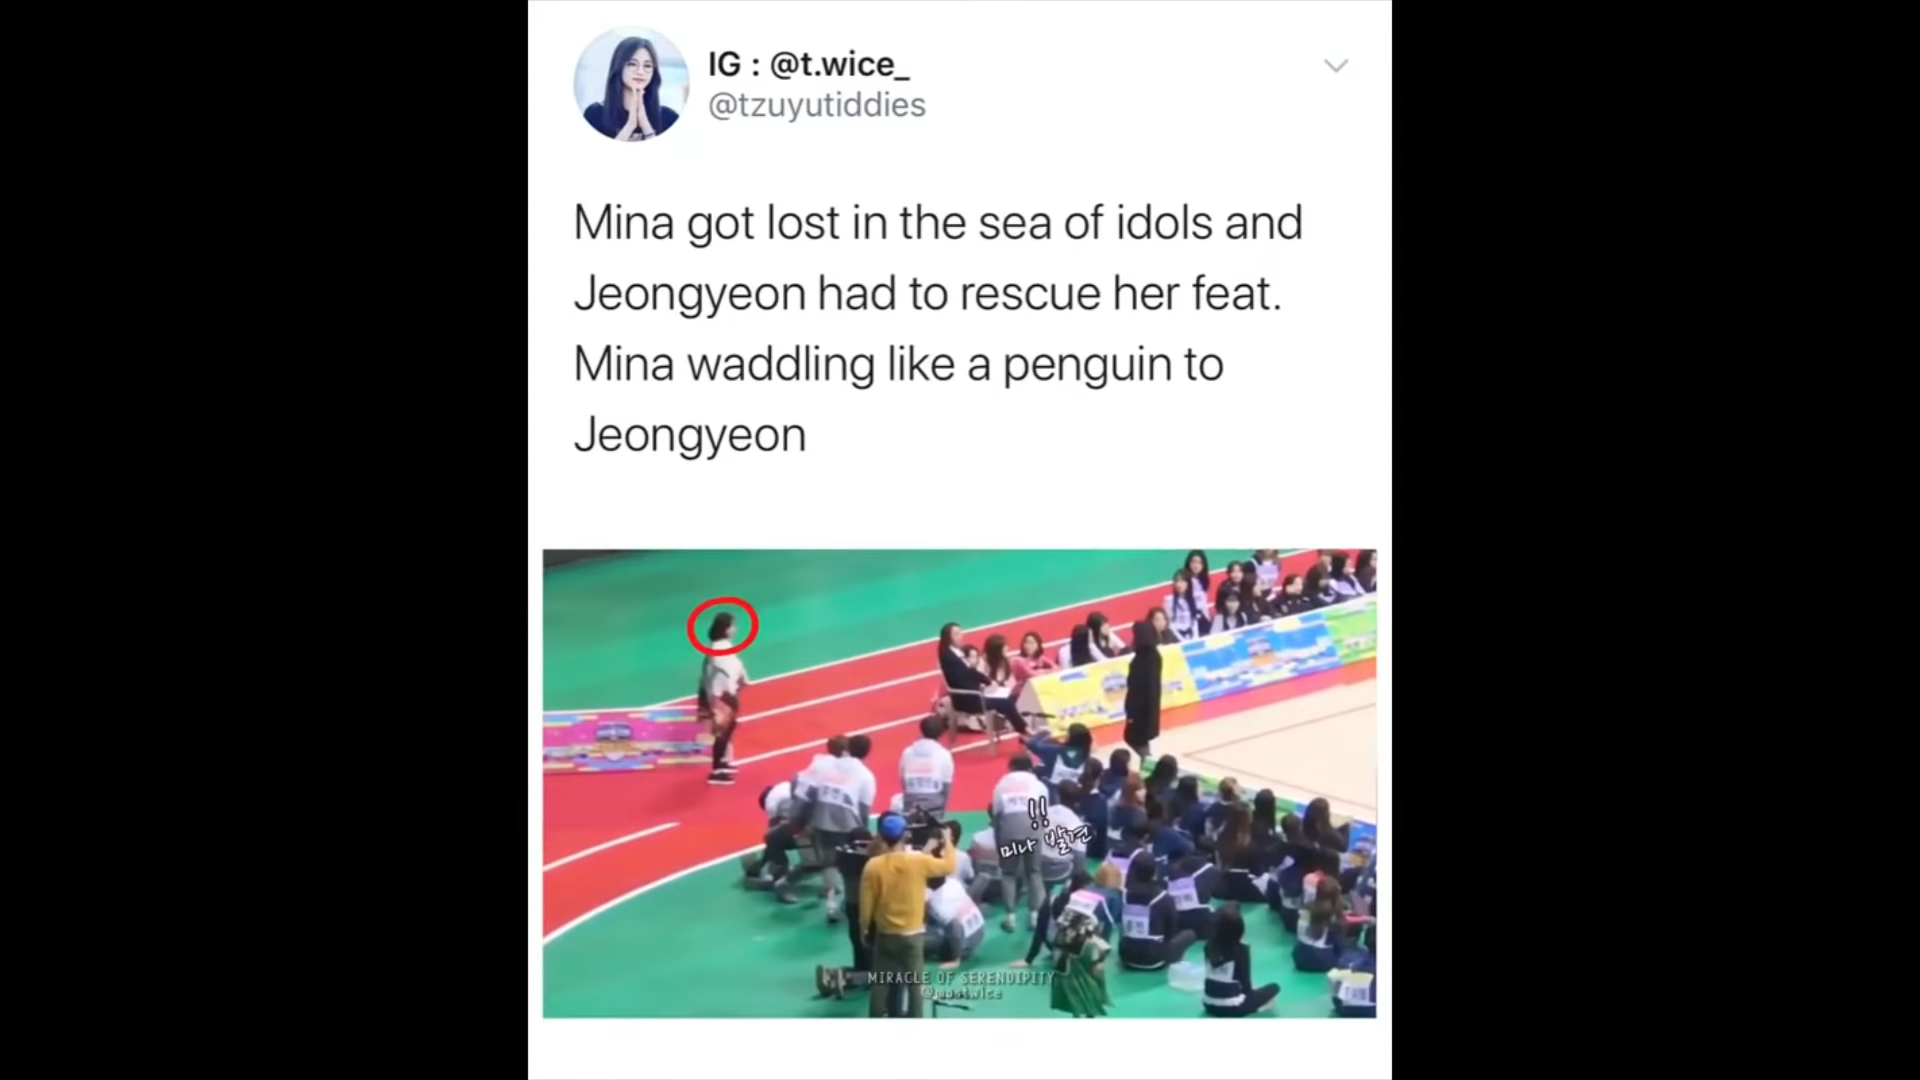 IG : @t.wice_
@tzuyutiddies
Mina got lost in the sea of idols and
Jeongyeon had to rescue her feat.
Mina waddling like a penguin to
Jeongyeon
!!
미나 발견
MIRACLE OF SERENDIPITY
@mostwice